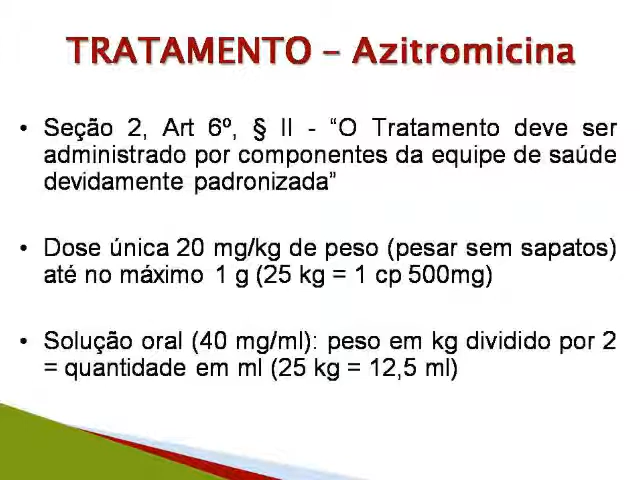 TRATAMENTO – Azitromicina
• Seção 2, Art 6º, § II - “O Tratamento deve ser
administrado por componentes da equipe de saúde
devidamente padronizada”
• Dose única 20 mg/kg de peso (pesar sem sapatos)
até no máximo 1 g (25 kg = 1 cp 500mg)
• Solução oral (40 mg/ml): peso em kg dividido por 2
= quantidade em ml (25 kg = 12,5 ml)